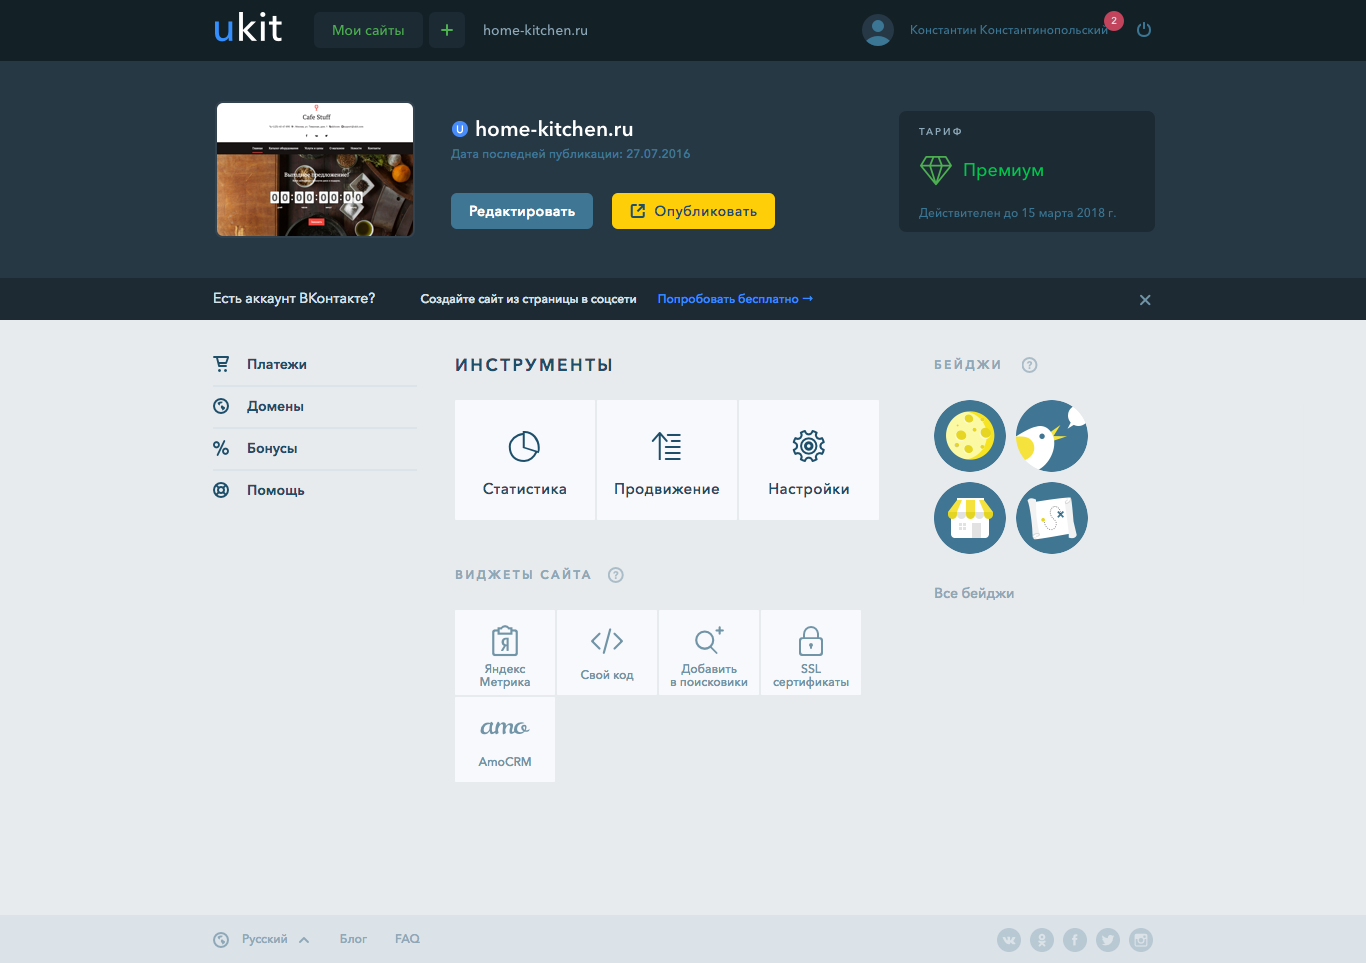 ukit
Мои сайты
+
home-kitchen.ru
Константин Константинопольский
2
Cafe Stuff
Выгодное предложение!
00:00:00:00
home-kitchen.ru
Дата последней публикации: 27.07.2016
Редактировать
Опубликовать
ТАРИФ
Премиум
Действителен до 15 марта 2018 г.
Есть аккаунт ВКонтакте?
Создайте сайт из страницы в соцсети
Попробовать бесплатно →
Платежи
Домены
Бонусы
Помощь
ИНСТРУМЕНТЫ
Статистика
Продвижение
Настройки
ВИДЖЕТЫ САЙТА
?
Яндекс
Метрика
Свой код
Добавить
в поисковики
SSL
сертификаты
amo
AmoCRM
БЕЙДЖИ
?
Все бейджи
Русский
Блог
FAQ